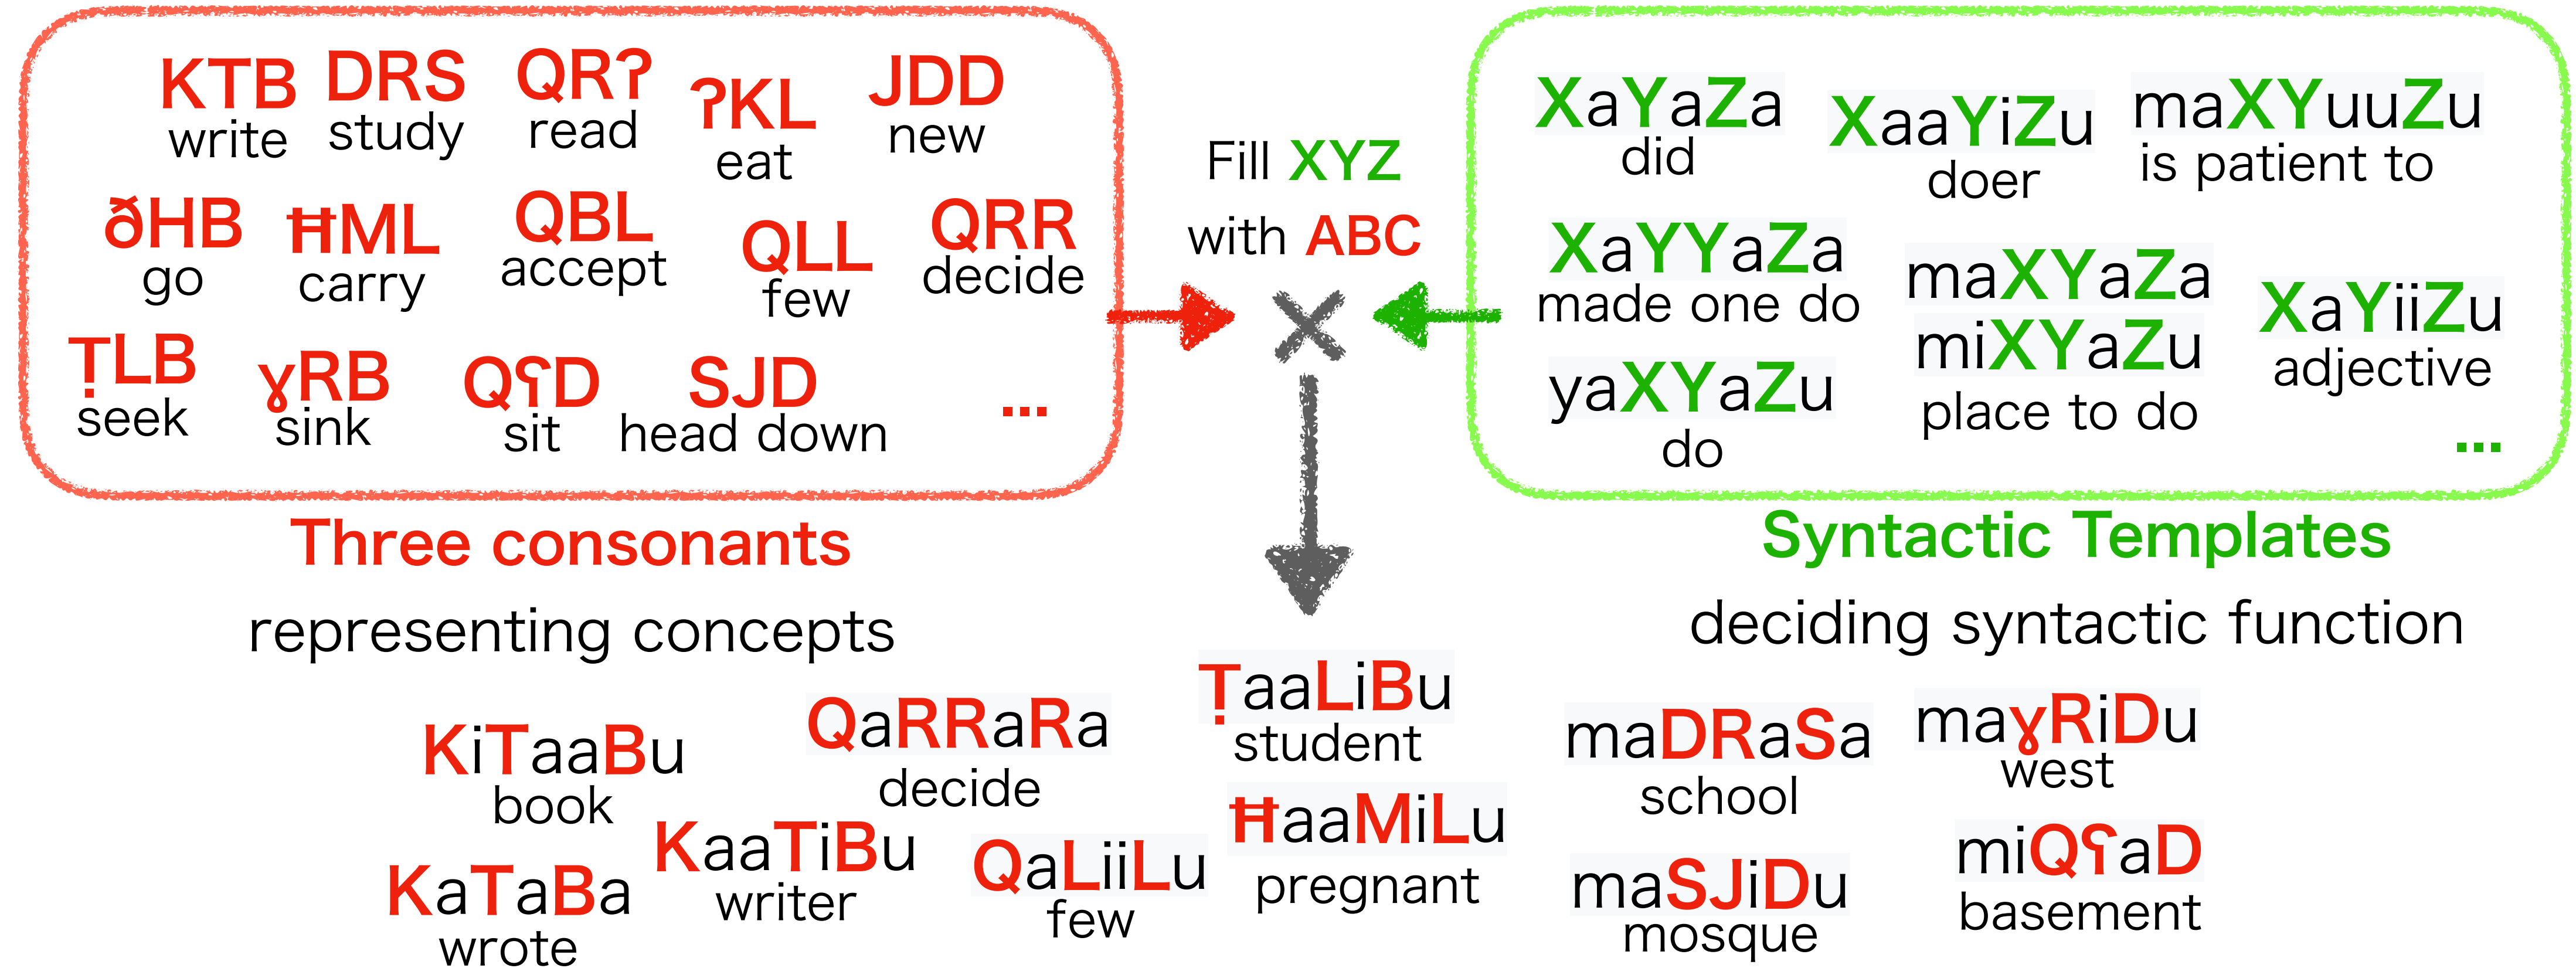 KTB
write
DRS
study
QRʔ
read
ʔKL
eat
JDD
new
ðHB
go
ĦML
carry
QBL
accept
QLL
few
QRR
decide
ṬLB
seek
ɣRB
sink
QʕD
sit
SJD
head down
...
Three consonants
representing concepts
Fill XYZ
with ABC
XaYaZa
did
XaaYiZu
doer
maXYuuZu
is patient to
XaYYaZa
made one do
maXYaZa
miXYaZu
place to do
XaYiiZu
adjective
yaXYaZu
do
...
Syntactic Templates
deciding syntactic function
KiTaaBu
book
QaRRaRa
decide
ṬaaLiBu
student
KaTaBa
wrote
KaaTiBu
writer
QaLiiLu
few
ĦaaMiLu
pregnant
maDRaSa
school
maɣRiDu
west
maSJiDu
mosque
miQʕaD
basement